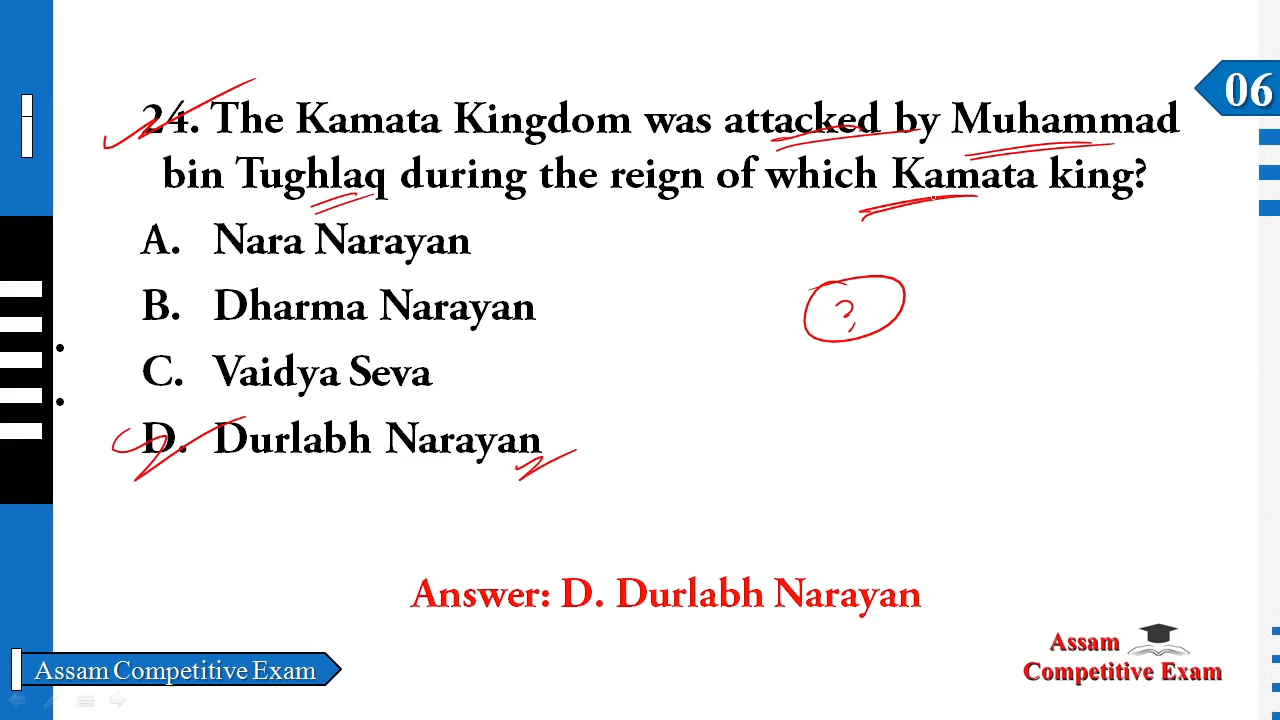 06
24. The Kamata Kingdom was attacked by Muhammad
bin Tughlaq during the reign of which Kamata king?
A. Nara Narayan
B. Dharma Narayan
?
C. Vaidya Seva
D. Durlabh Narayan
Answer: D. Durlabh Narayan
Assam Competitive Exam
Assam
Competitive Exam